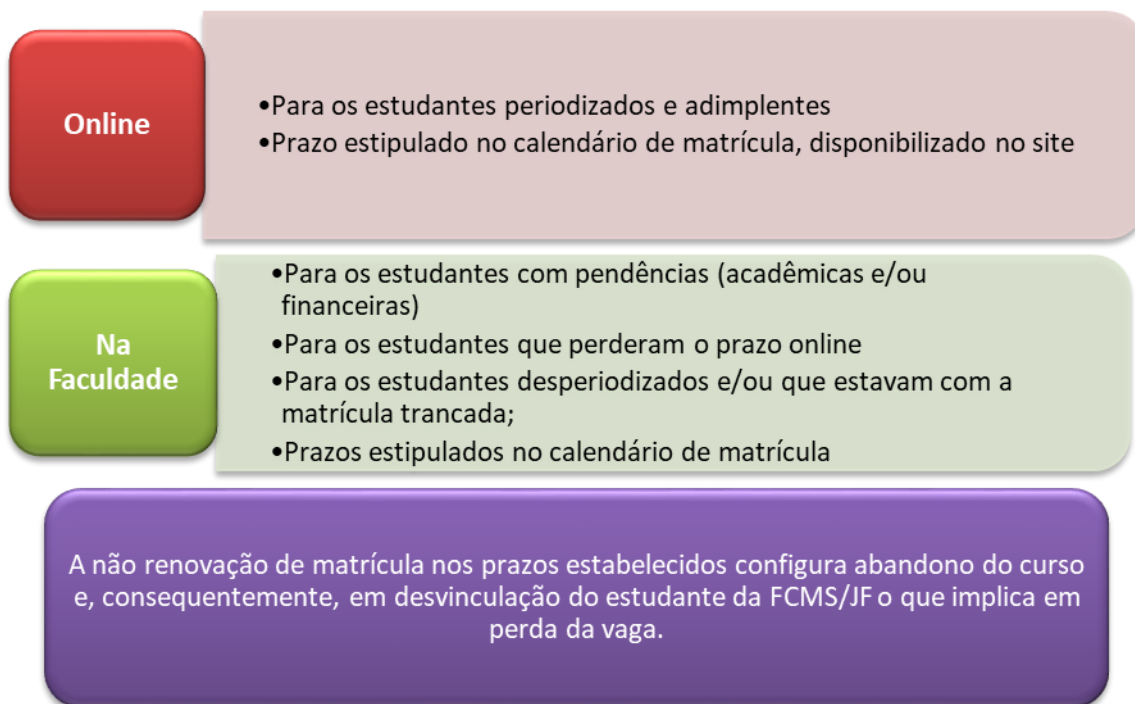 Online
•Para os estudantes periodizados e adimplentes
•Prazo estipulado no calendário de matrícula, disponibilizado no site
Na
Faculdade
•Para os estudantes com pendências (acadêmicas e/ou
financeiras)
•Para os estudantes que perderam o prazo online
•Para os estudantes desperiodizados e/ou que estavam com a
matrícula trancada;
•Prazos estipulados no calendário de matrícula
A não renovação de matrícula nos prazos estabelecidos configura abandono do curso
e, consequentemente, em desvinculação do estudante da FCMS/JF o que implica em
perda da vaga.